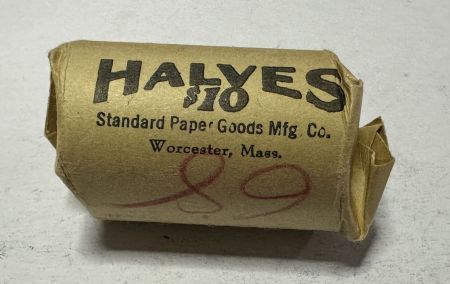 HALVES
$10
Standard Paper Goods Mfg. Co.
Worcester, Mass.
89